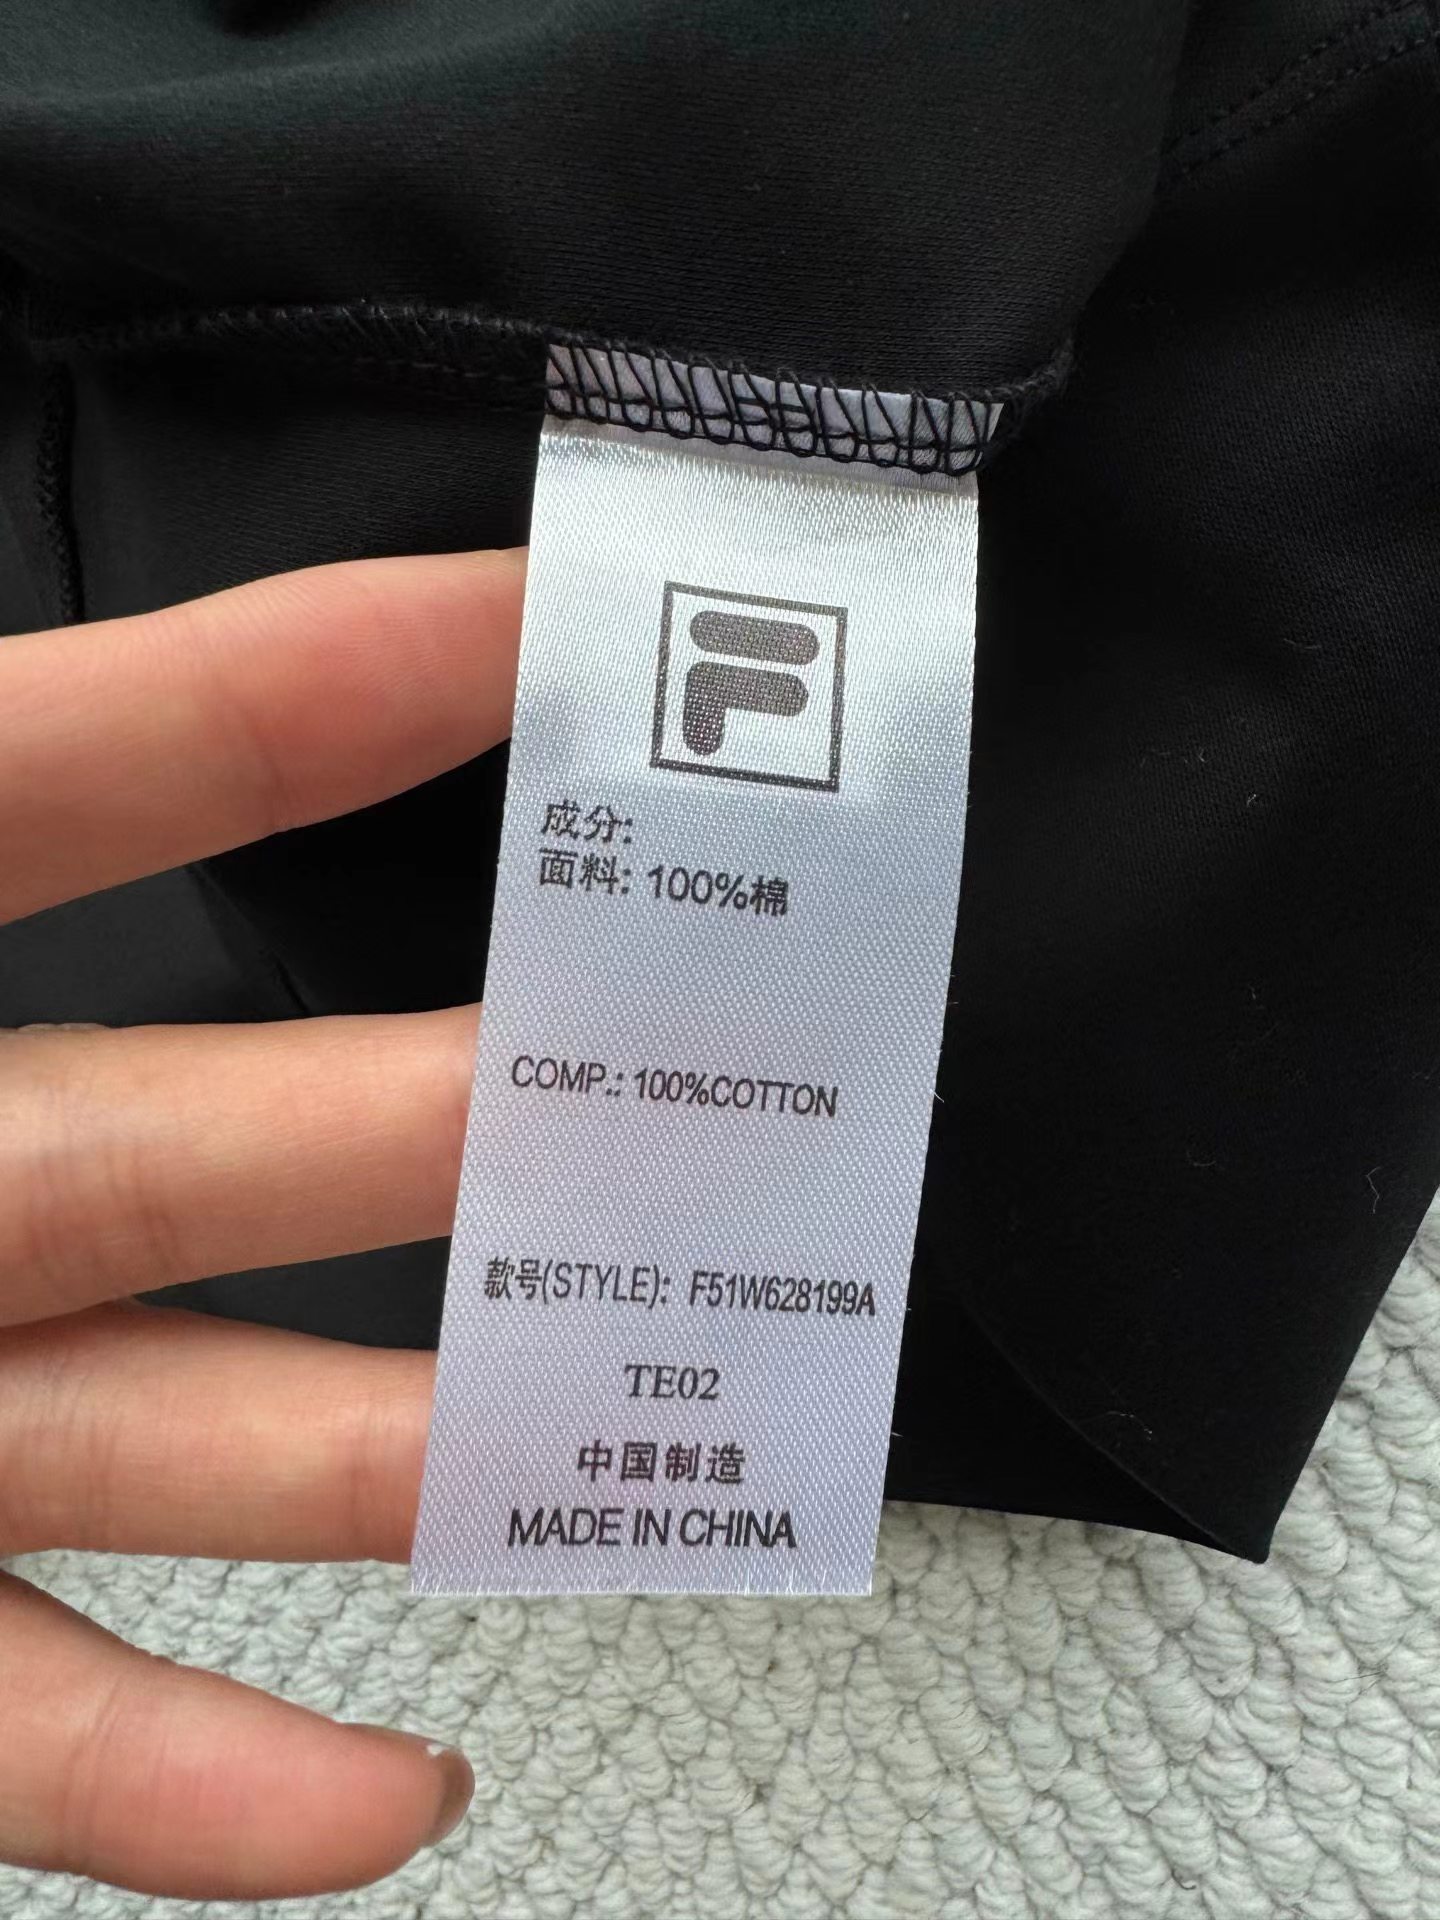 F
成分:
面料: 100%棉
COMP.: 100%COTTON
款号(STYLE): F51W628199A
TE02
中国制造
MADE IN CHINA